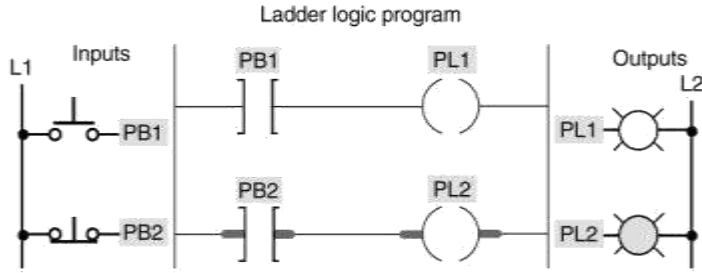 Ladder logic program
L1
Inputs
PB1
PL1
Outputs
L2
PB1
PL1
PB2
PL2
PB2
PL2